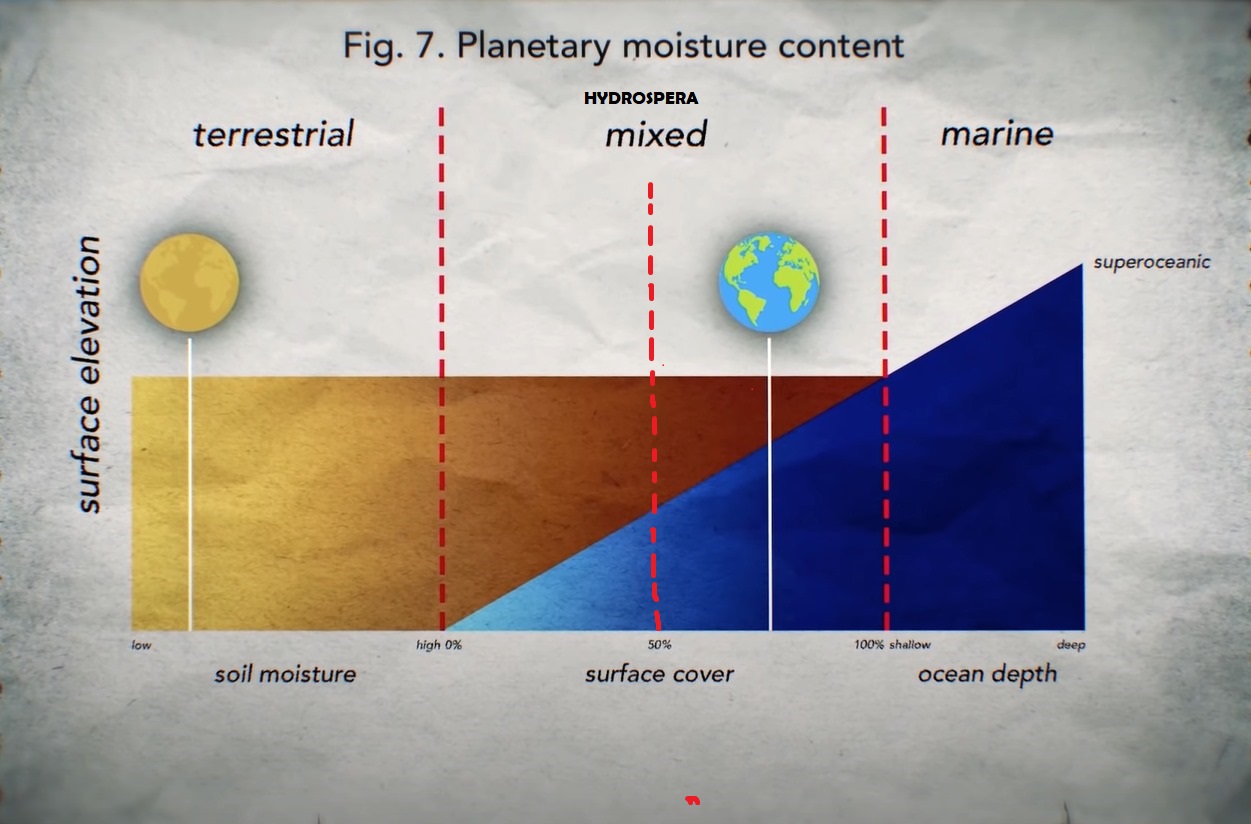 Fig. 7. Planetary moisture content
HYDROSPERA
terrestrial
mixed
marine
surface elevation
superoceanic
low
high 0%
50%
100% shallow
deep
soil moisture
surface cover
ocean depth